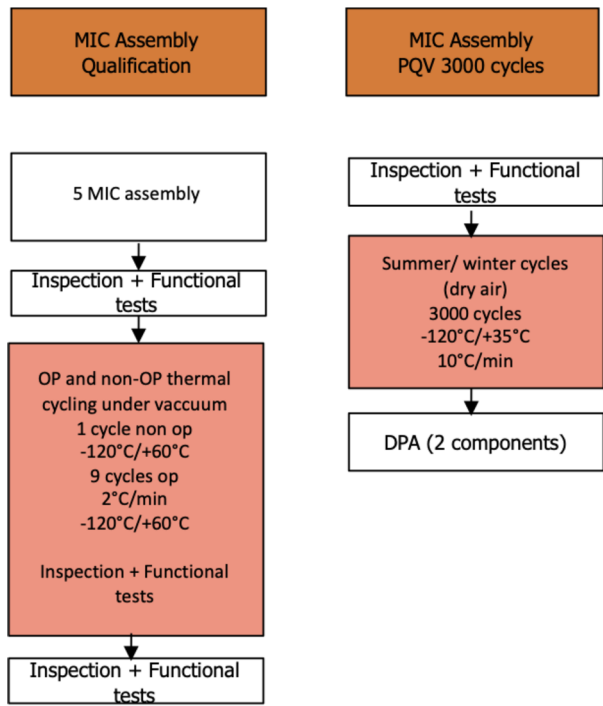 MIC Assembly
Qualification
5 MIC assembly
Inspection + Functional
tests
OP and non-OP thermal
cycling under vaccuum
1 cycle non op
-120°C/+60°C
9 cycles op
2°C/min
-120°C/+60°C
Inspection + Functional
tests
Inspection + Functional
tests
MIC Assembly
PQV 3000 cycles
Inspection + Functional
tests
Summer/ winter cycles
(dry air)
3000 cycles
-120°C/+35°C
10°C/min
DPA (2 components)